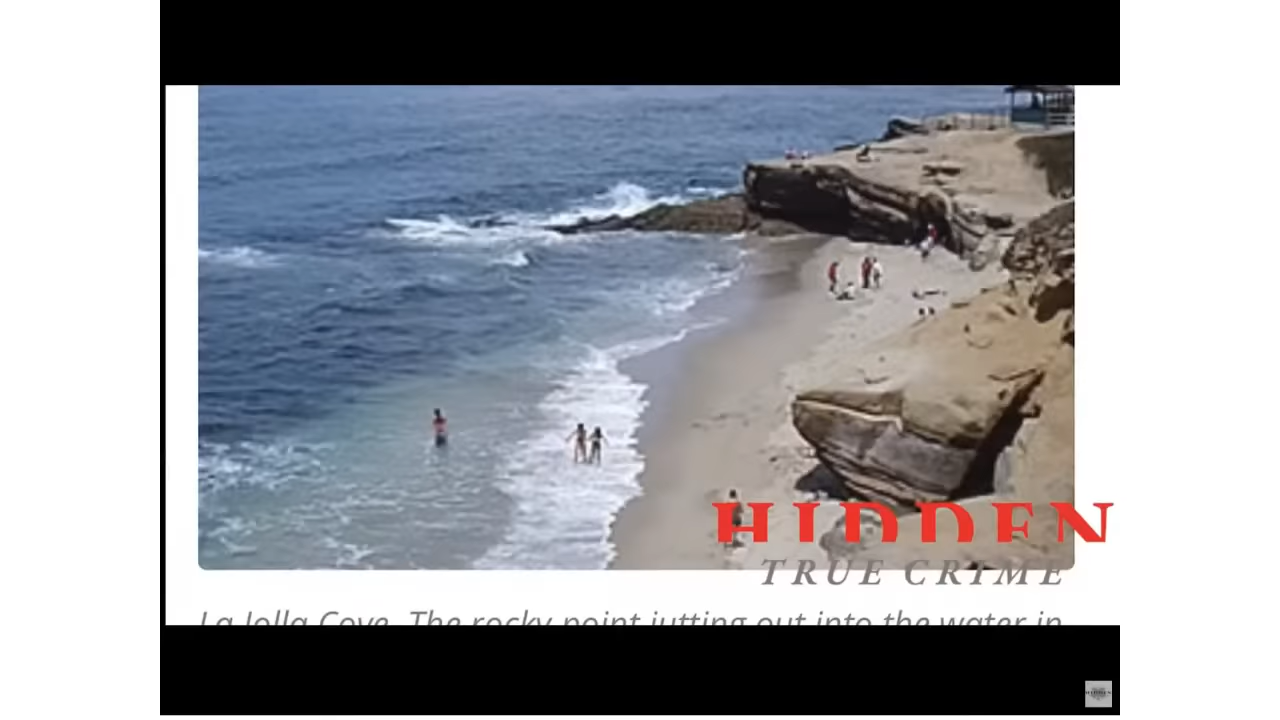 HIDDEN
TRUE CRIME
La Jolla Cove. The rocky point jutting out into the water in